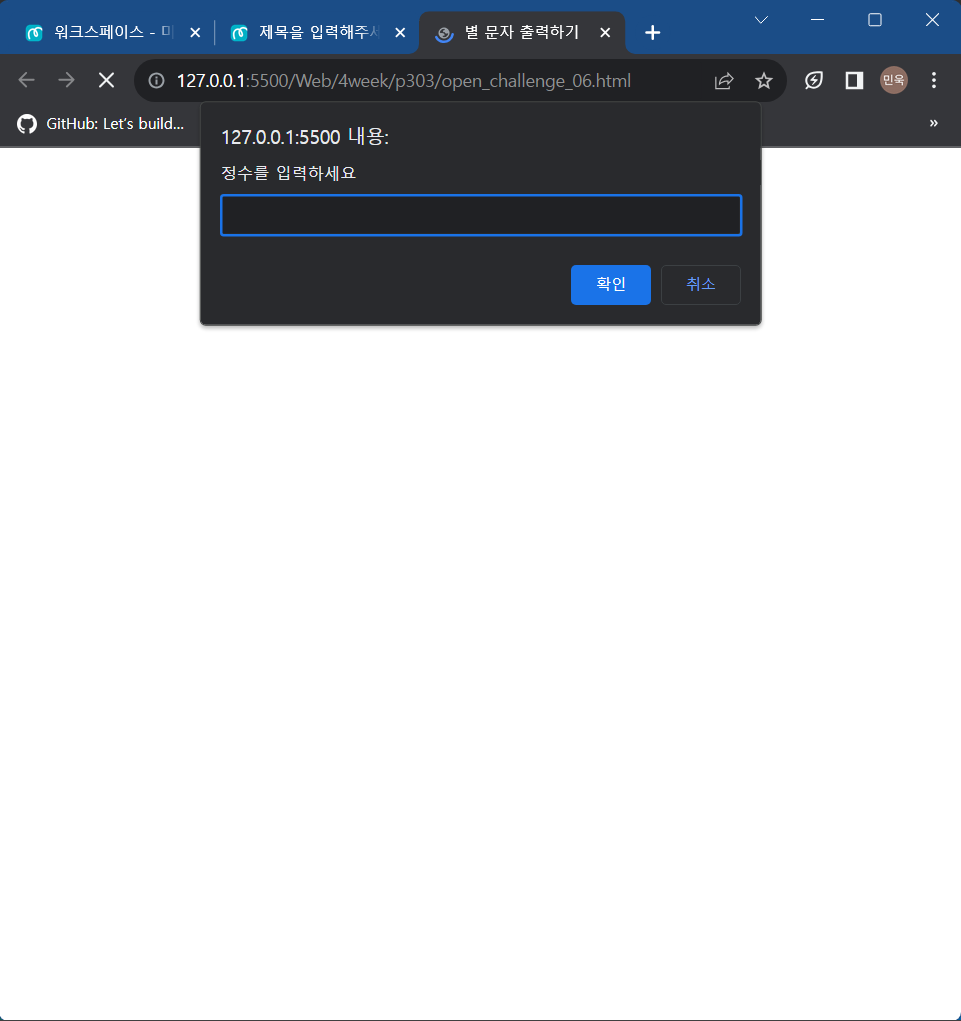 워크스페이스 - 
제목을 입력해주
별 문자 출력하기
127.0.0.1:5500/Web/4week/p303/open_challenge_06.html
민욱
GitHub: Let's build...
»
127.0.0.1:5500 내용:
정수를 입력하세요
확인
취소